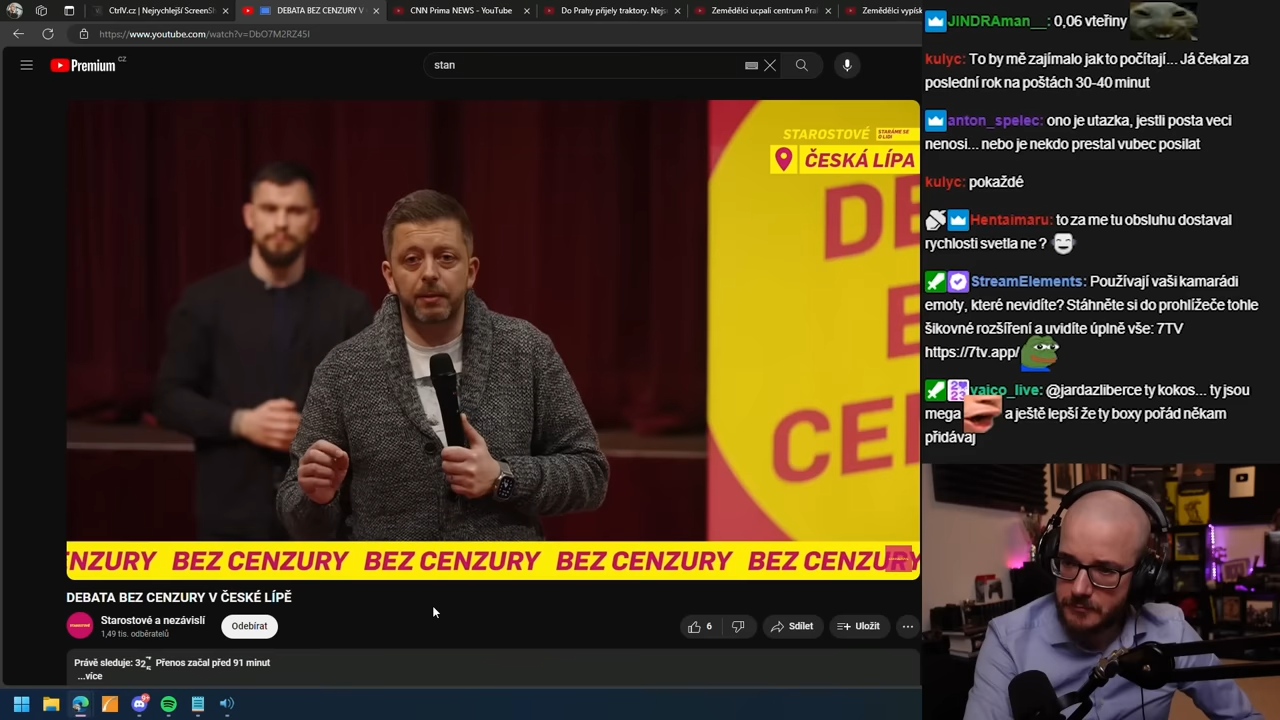 CtrlV.cz | Nejrychlejší ScreenSh
DEBATA BEZ CENZURY V
CNN Prima NEWS - YouTube
Do Prahy přijely traktory. Nejs
Zemědělci ucpali centrum Pra
Zemědělci vypísk
https://www.youtube.com/watch?v=DbO7M2RZ45I
Premium CZ
stan
STAROSTOVÉ
STARÁME SE
O LIDI
ČESKÁ LÍPA
DE
B
CE
NZURY BEZ CENZURY BEZ CENZURY BEZ CENZURY BEZ CENZURY
DEBATA BEZ CENZURY V ČESKÉ LÍPĚ
Starostové a nezávislí
1,49 tis. odběratelů
Odebírat
6
Sdílet
Uložit
Právě sleduje: Přenos začal před 91 minut
...více
JINDRAman__: 0,06 vteřiny
kulyc: To by mě zajímalo jak to počítají... Já čekal za
poslední rok na poštách 30-40 minut
anton_spelec: ono je utazka, jestli posta veci
nenosi... nebo je nekdo prestal vubec posilat
kulyc: pokaždé
Hentaimaru: to za me tu obsluhu dostaval
rychlosti svetla ne ?
StreamElements: Používají vaši kamarádi
emoty, které nevidíte? Stáhněte si do prohlížeče tohle
šikovné rozšíření a uvidíte úplně vše: 7TV
https://7tv.app/
vajco_live: @jardazliberce ty kokos... ty jsou
mega a ještě lepší že ty boxy pořád někam
přidávaj